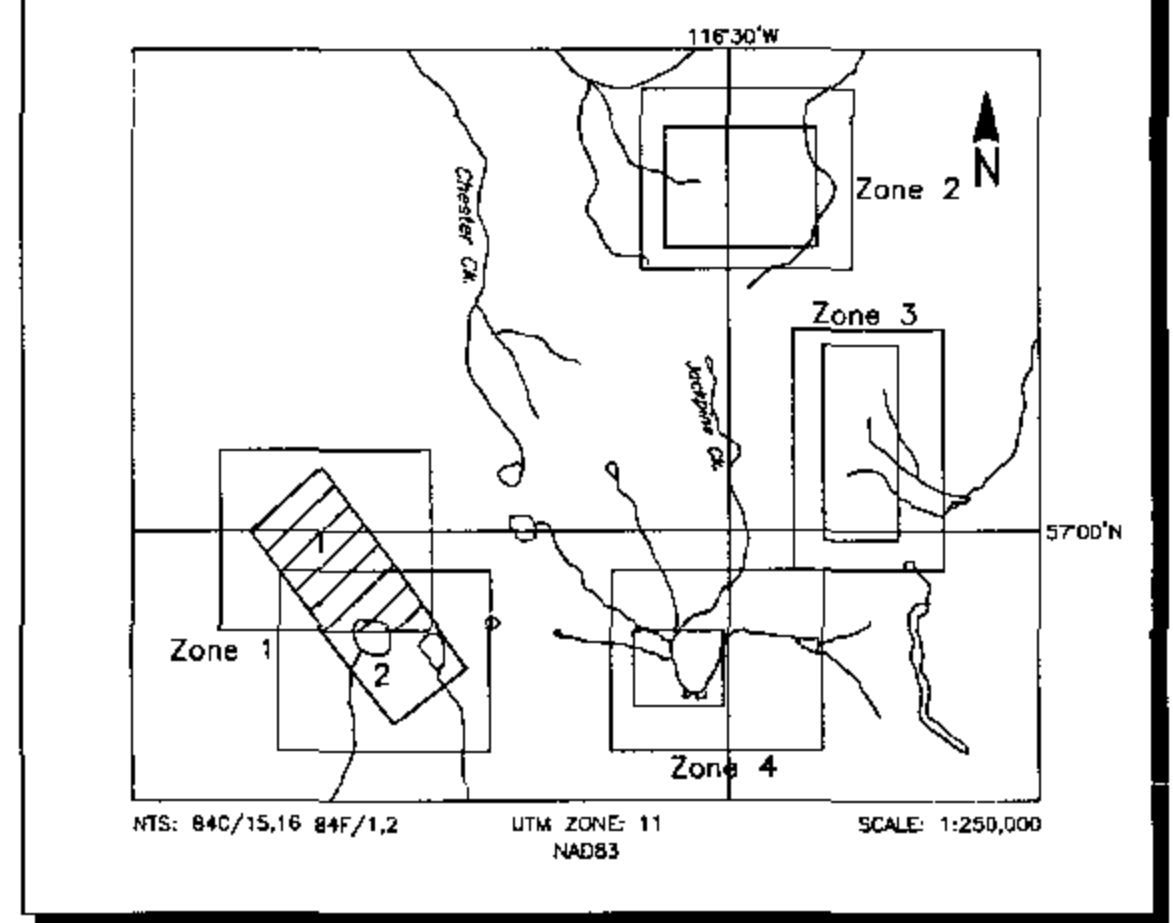 116°30'W
N
Chester Ck.
Zone 2
Zone 3
Jackpine Ck.
57°00'N
1
Zone 1
2
Zone 4
NTS: 84C/15,16 84F/1,2
UTM ZONE: 11
SCALE: 1:250,000
NAD83